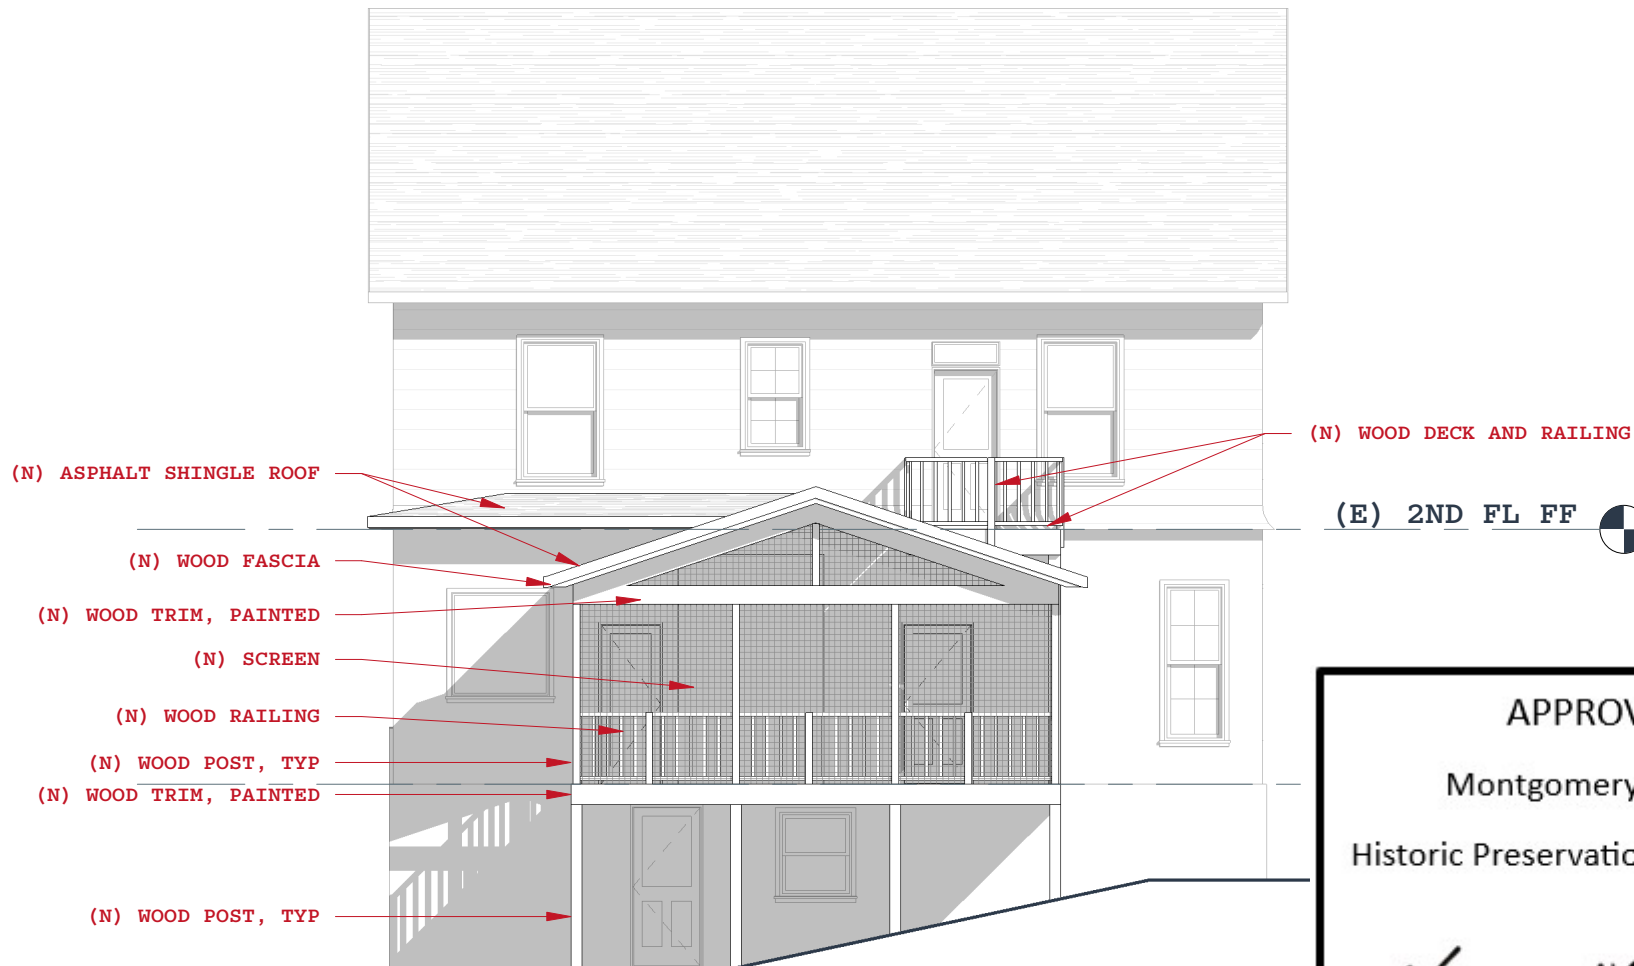 (N) WOOD DECK AND RAILING
(N) ASPHALT SHINGLE ROOF
(E) 2ND FL FF
(N) WOOD FASCIA
(N) WOOD TRIM, PAINTED
(N) SCREEN
(N) WOOD RAILING
(N) WOOD POST, TYP
(N) WOOD TRIM, PAINTED
(N) WOOD POST, TYP
Montgomery
Historic